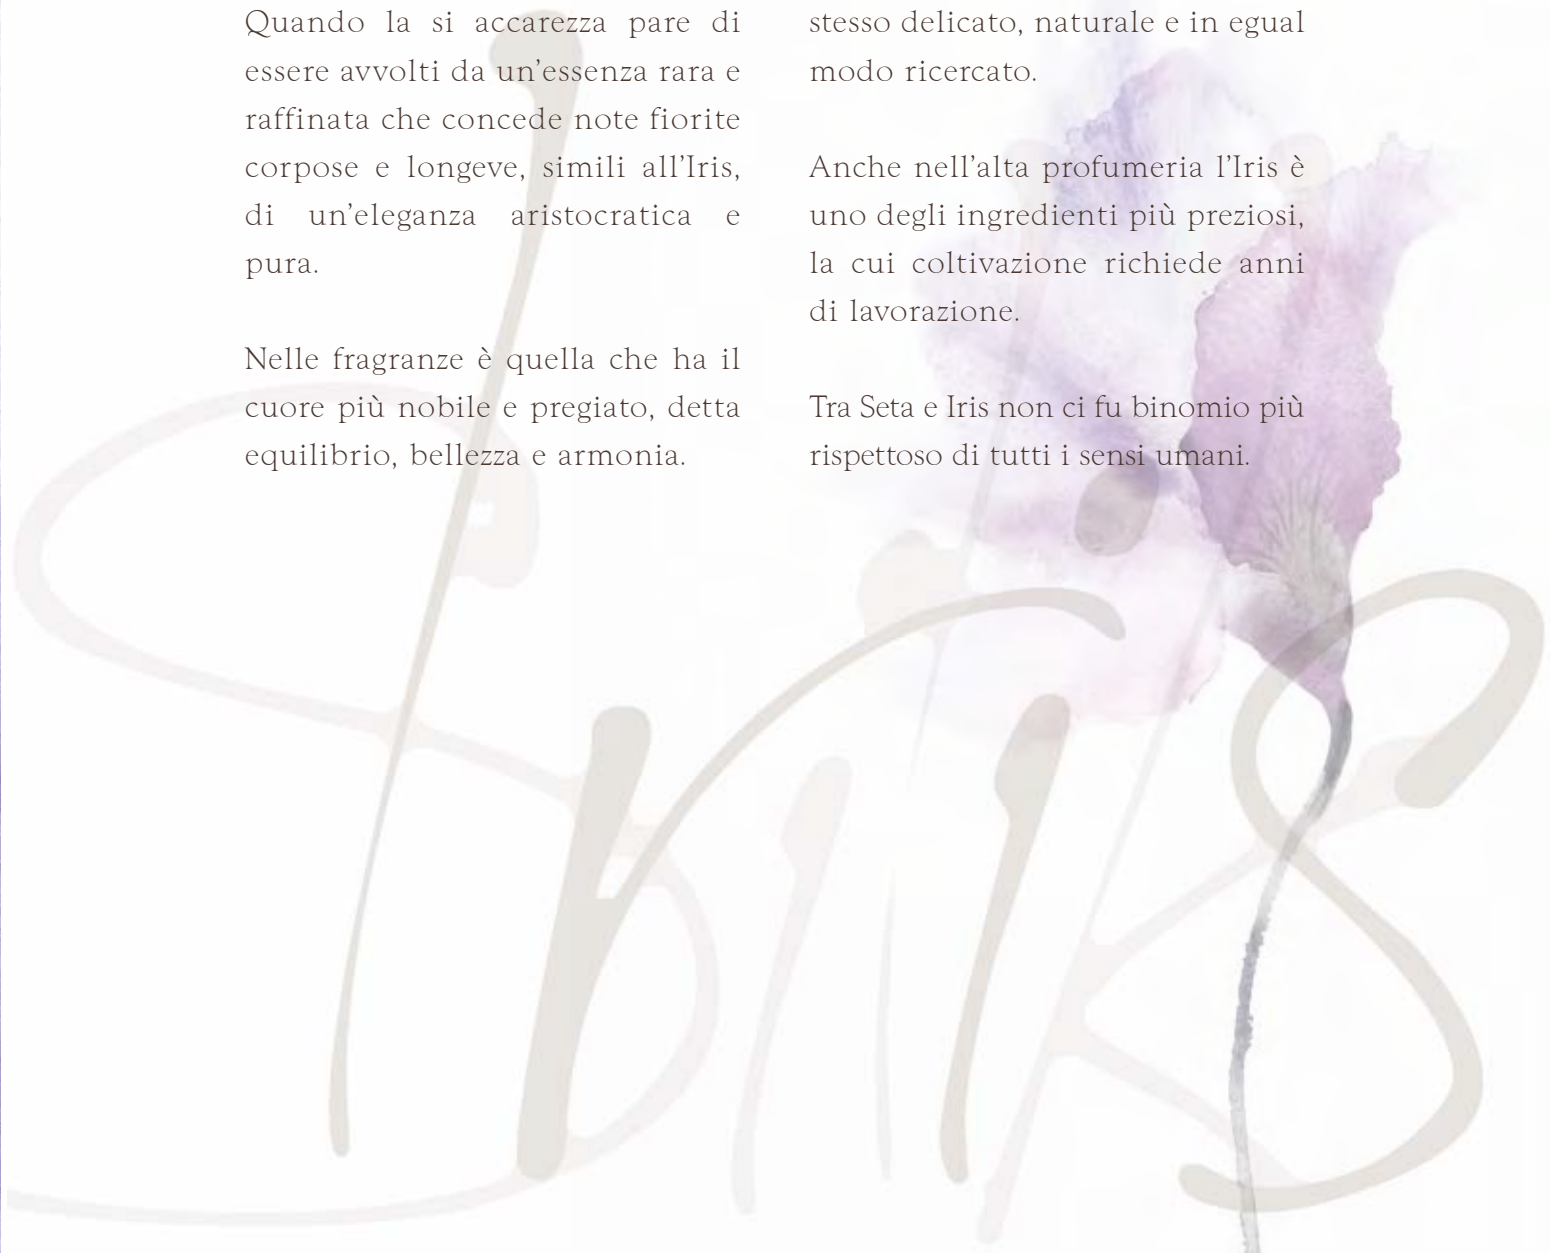 Quando la si accarezza pare di
essere avvolti da un’essenza rara e
raffinata che concede note fiorite
corpose e longeve, simili all’Iris,
di un’eleganza aristocratica e
pura.
Nelle fragranze è quella che ha il
cuore più nobile e pregiato, detta
equilibrio, bellezza e armonia.
stesso delicato, naturale e in egual
modo ricercato.
Anche nell’alta profumeria l’Iris è
uno degli ingredienti più preziosi,
la cui coltivazione richiede anni
di lavorazione.
Tra Seta e Iris non ci fu binomio più
rispettoso di tutti i sensi umani.
Iris